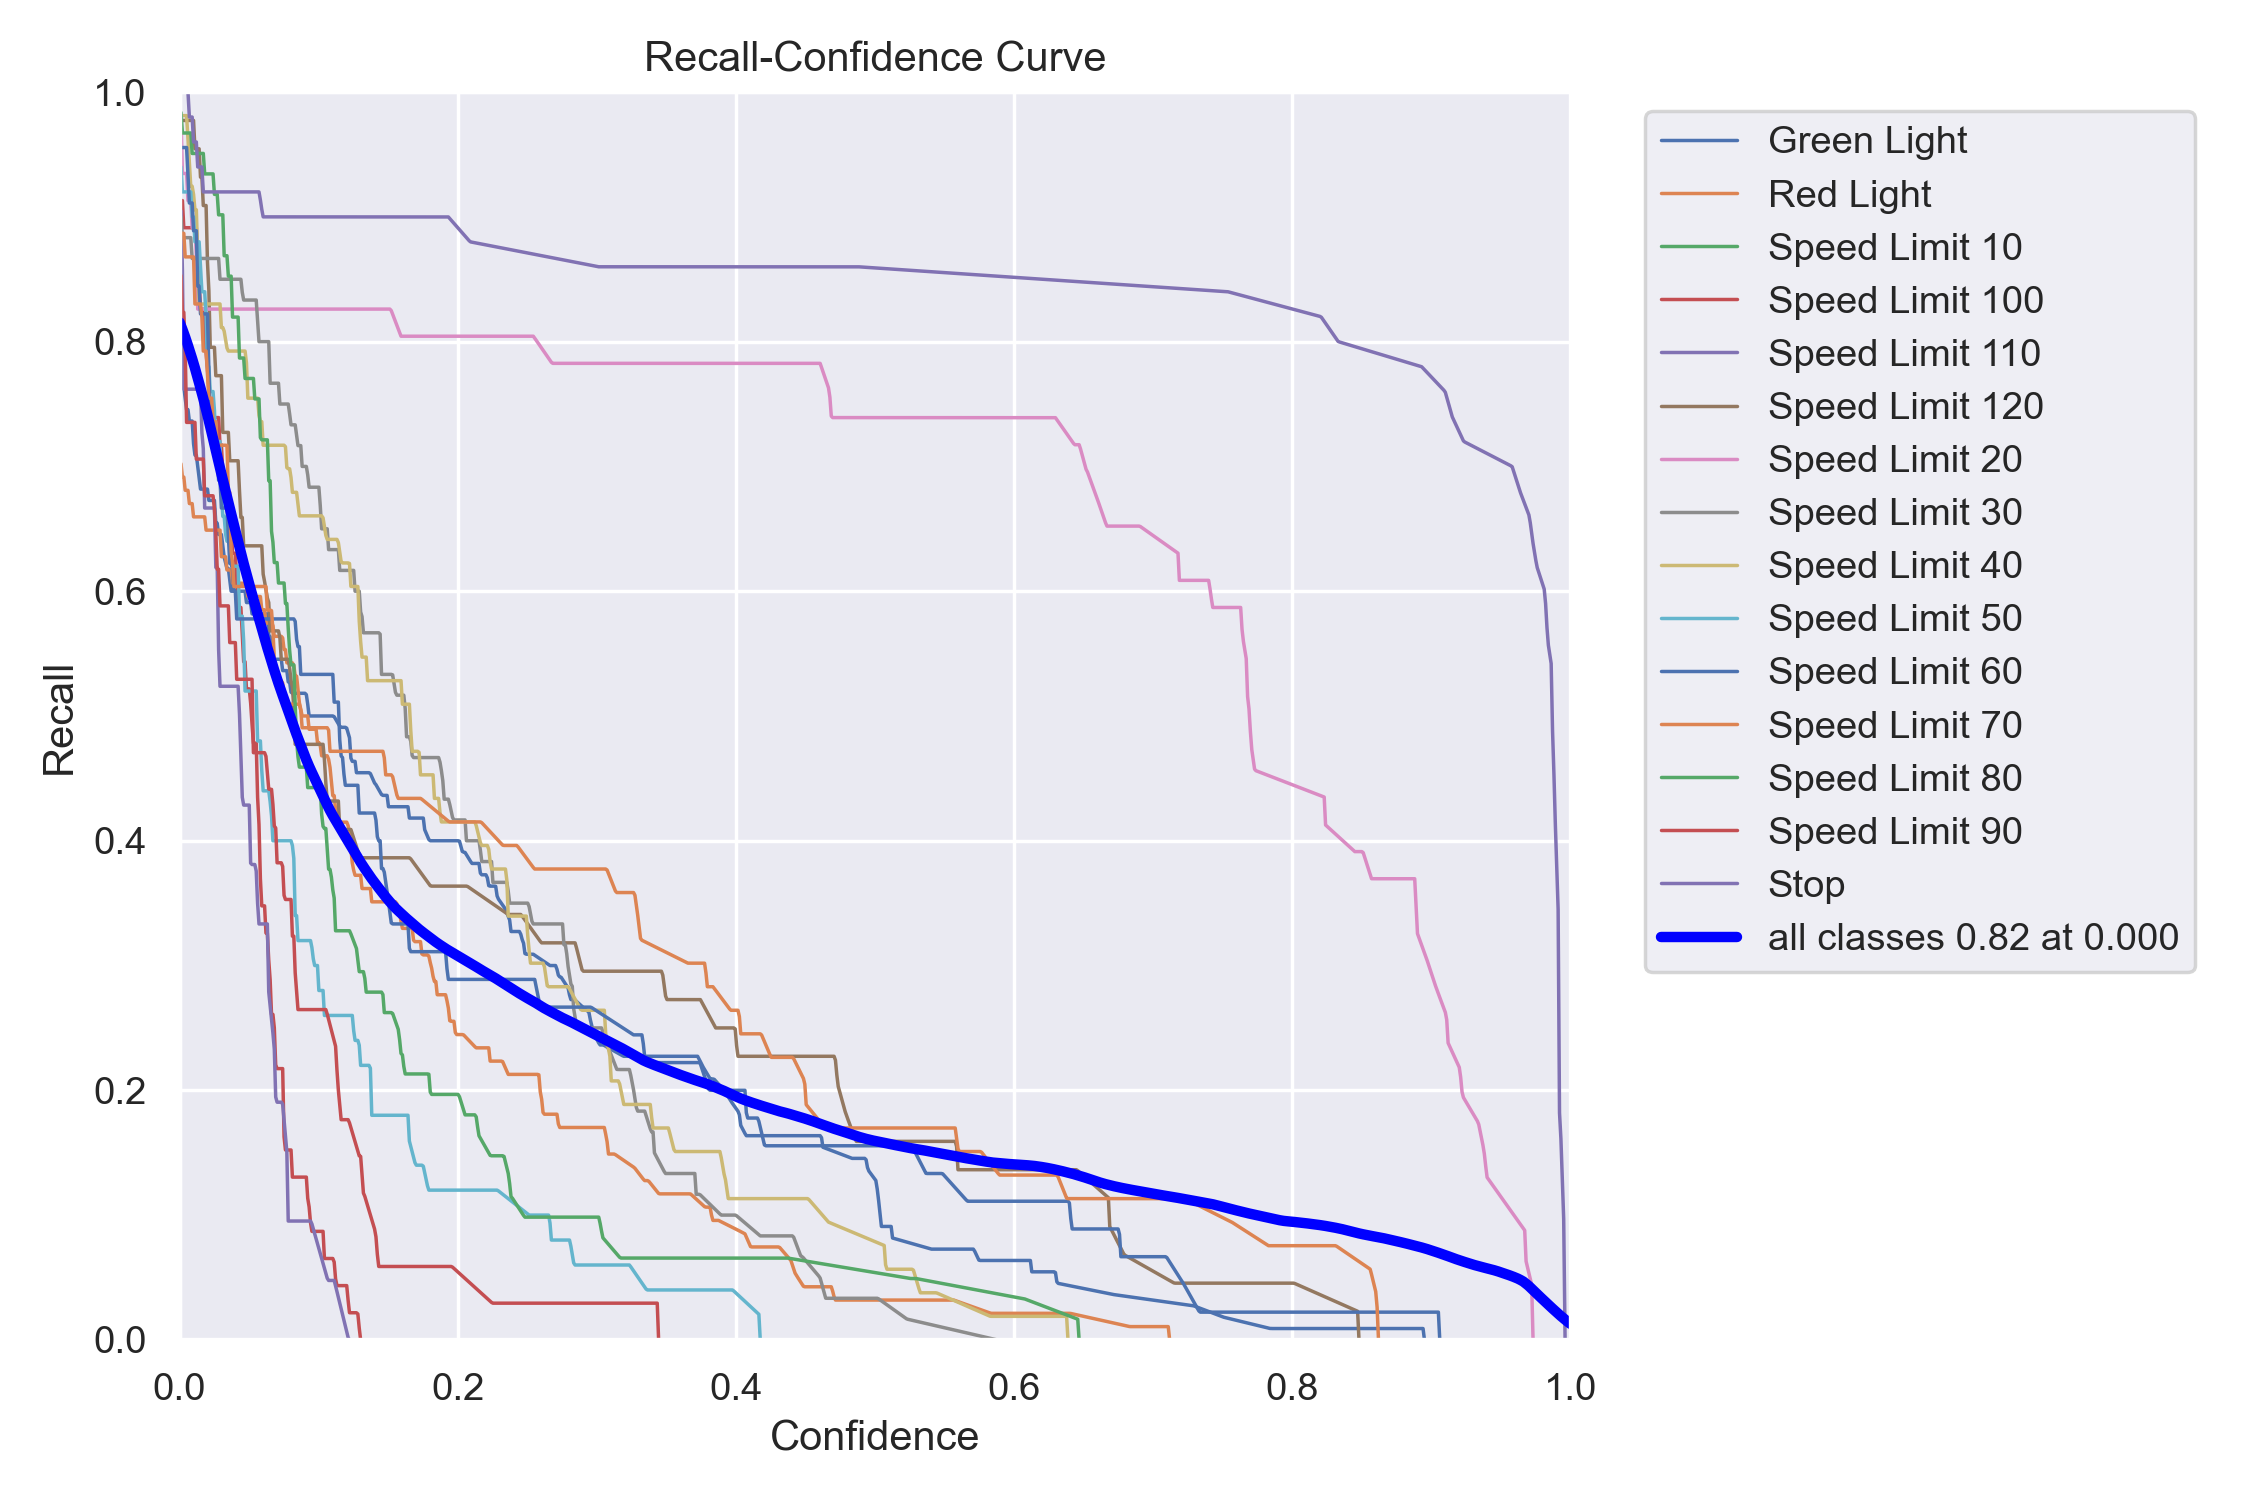 Recall-Confidence Curve
1.0
0.8
0.6
0.4
0.2
0.0
Recall
0.0 0.2 0.4 0.6 0.8 1.0
Confidence
Green Light
Red Light
Speed Limit 10
Speed Limit 100
Speed Limit 110
Speed Limit 120
Speed Limit 20
Speed Limit 30
Speed Limit 40
Speed Limit 50
Speed Limit 60
Speed Limit 70
Speed Limit 80
Speed Limit 90
Stop
all classes 0.82 at 0.000